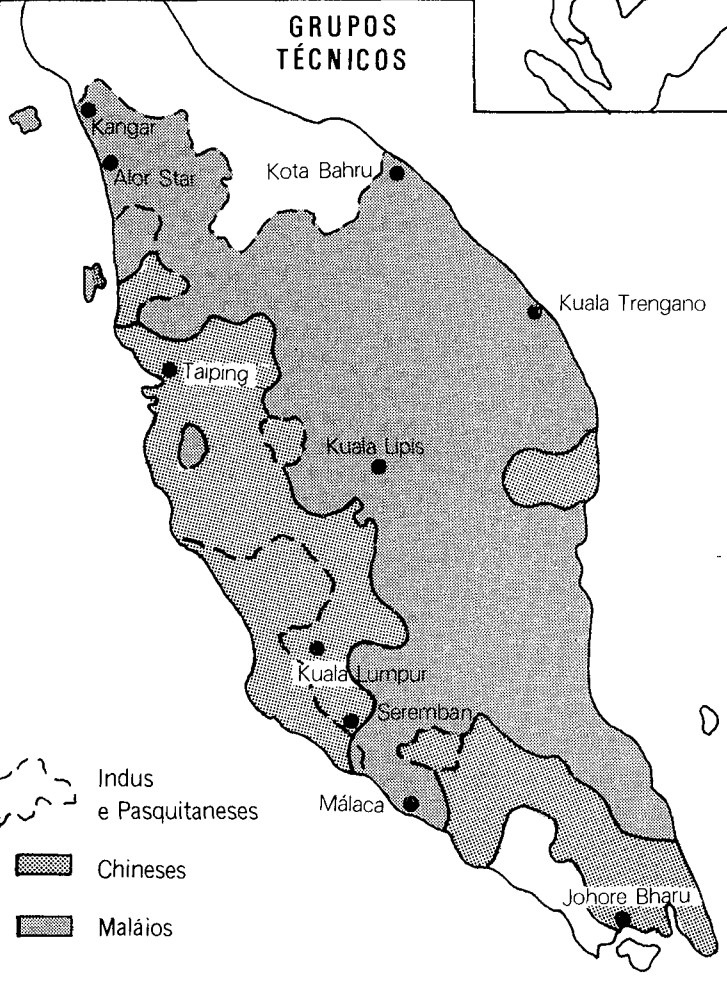 GRUPOS
TÉCNICOS
Kangar
Alor Star
Kota Bahru
Kuala Trengano
Taiping
Kuala Lipis
Kuala Lumpur
Seremban
Málaca
Johore Bharu
Indus
e Pasquitaneses
Chineses
Maláios